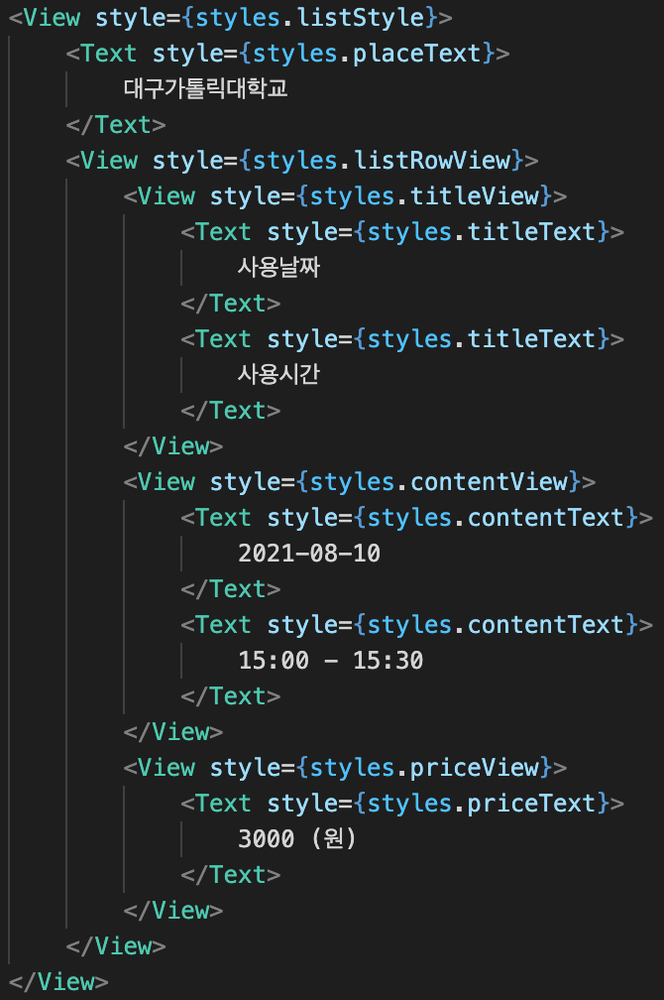 <View style={styles.listStyle}>
<Text style={styles.placeText}>
대구가톨릭대학교
</Text>
<View style={styles.listRowView}>
<View style={styles.titleView}>
<Text style={styles.titleText}>
사용날짜
</Text>
<Text style={styles.titleText}>
사용시간
</Text>
</View>
<View style={styles.contentView}>
<Text style={styles.contentText}>
2021-08-10
</Text>
<Text style={styles.contentText}>
15:00 - 15:30
</Text>
</View>
<View style={styles.priceView}>
<Text style={styles.priceText}>
3000 (원)
</Text>
</View>
</View>
</View>